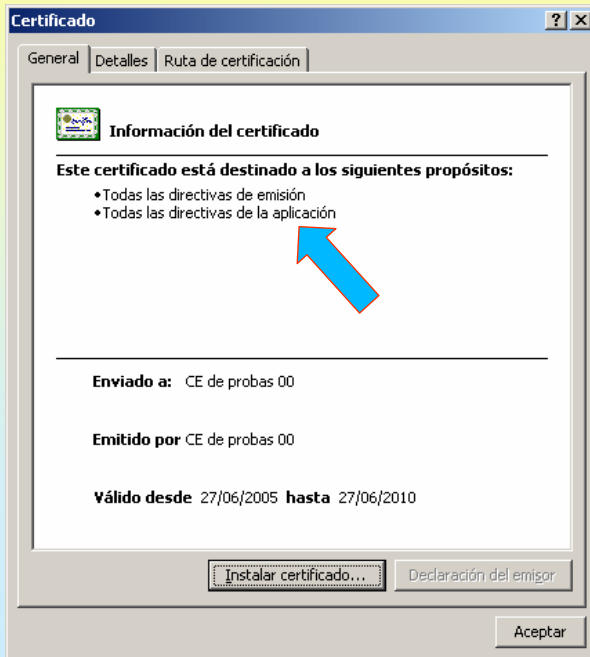 Certificado
General Detalles Ruta de certificación
Información del certificado
Este certificado está destinado a los siguientes propósitos:
•Todas las directivas de emisión
•Todas las directivas de la aplicación
Enviado a: CE de probas 00
Emitido por CE de probas 00
Válido desde 27/06/2005 hasta 27/06/2010
Instalar certificado... Declaración del emisor
Aceptar